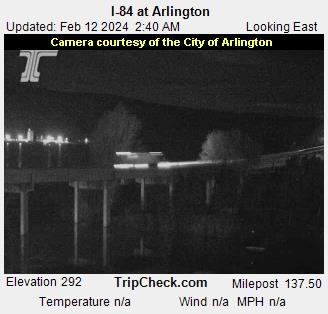 I-84 at Arlington
Updated: Feb 12 2024 2:40 AM Looking East
Camera courtesy of the City of Arlington
Elevation 292 TripCheck.com Milepost 137.50
Temperature n/a Wind n/a MPH n/a